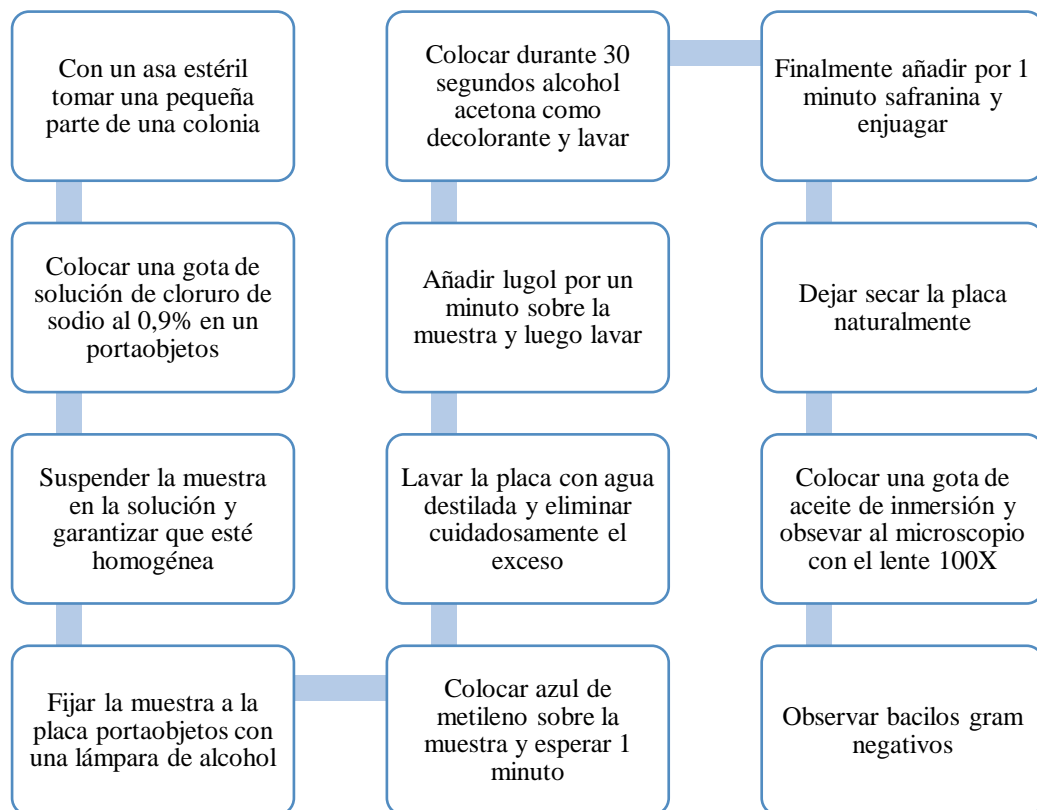 Con un asa estéril
tomar una pequeña
parte de una colonia
Colocar una gota de
solución de cloruro de
sodio al 0,9% en un
portaobjetos
Suspender la muestra
en la solución y
garantizar que esté
homogénea
Fijar la muestra a la
placa portaobjetos con
una lámpara de alcohol
Colocar azul de
metileno sobre la
muestra y esperar 1
minuto
Lavar la placa con agua
destilada y eliminar
cuidadosamente el
exceso
Añadir lugol por un
minuto sobre la
muestra y luego lavar
Colocar durante 30
segundos alcohol
acetona como
decolorante y lavar
Finalmente añadir por 1
minuto safranina y
enjuagar
Dejar secar la placa
naturalmente
Colocar una gota de
aceite de inmersión y
obsevar al microscopio
con el lente 100X
Observar bacilos gram
negativos